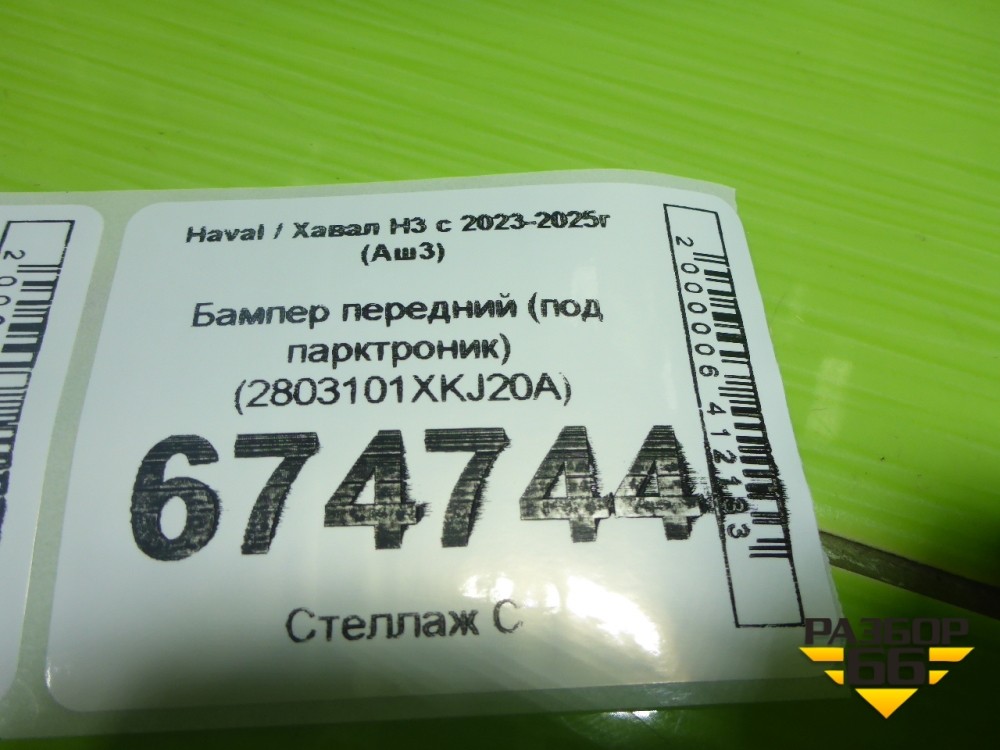 Haval / Хавал H3 с 2023-2025г
(Аш3)
Бампер передний (под
парктроник)
(2803101XKJ20A)
674744
Стеллаж С
2000006412183
РАЗБОР
66